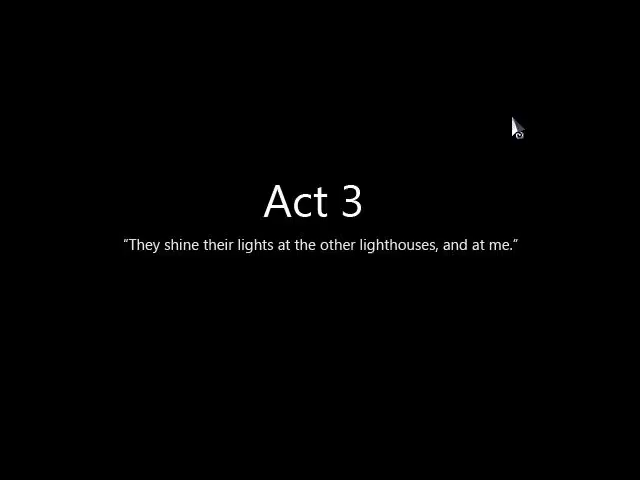 Act 3
“They shine their lights at the other lighthouses, and at me.”